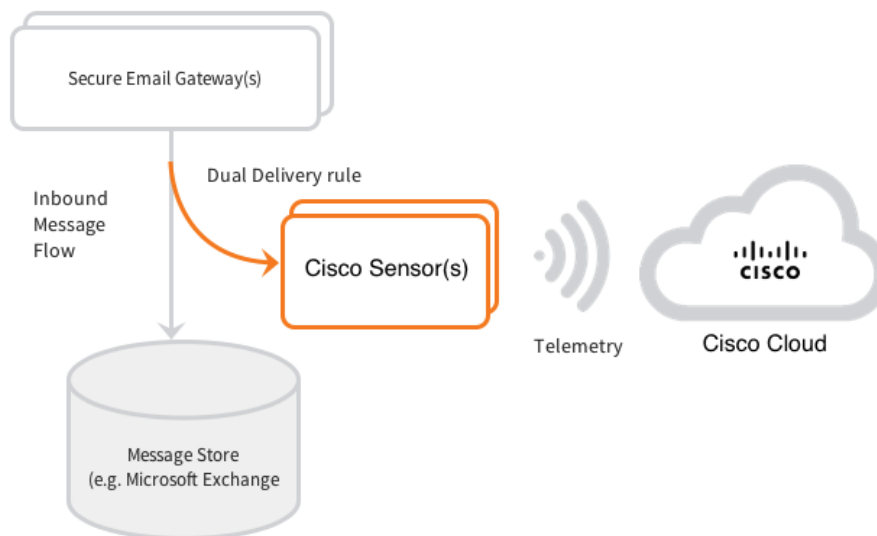 Secure Email Gateway(s)
Dual Delivery rule
Inbound
Message
Flow
Cisco Sensor(s)
CISCO
Telemetry
Cisco Cloud
Message Store
(e.g. Microsoft Exchange